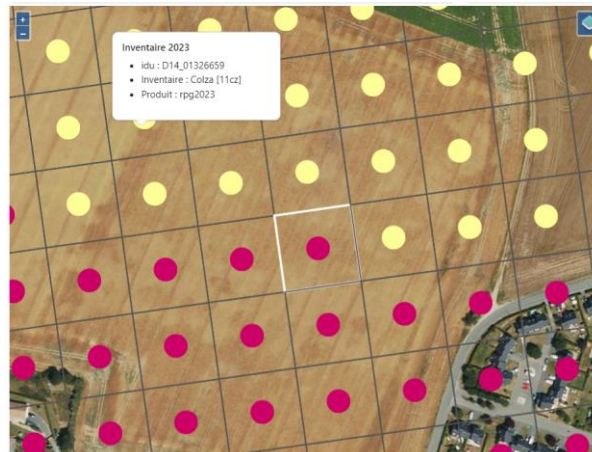 +
−
Inventaire 2023
• idu : D14_01326659
• Inventaire : Colza [11cz]
• Produit : rpg2023